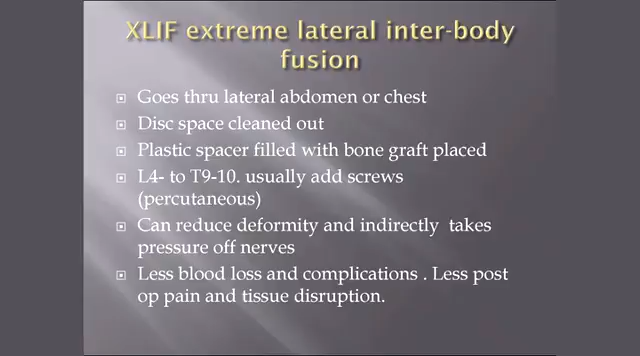 XLIF extreme lateral inter-body
fusion
Goes thru lateral abdomen or chest
Disc space cleaned out
Plastic spacer filled with bone graft placed
L4- to T9-10. usually add screws
(percutaneous)
Can reduce deformity and indirectly takes
pressure off nerves
Less blood loss and complications . Less post
op pain and tissue disruption.